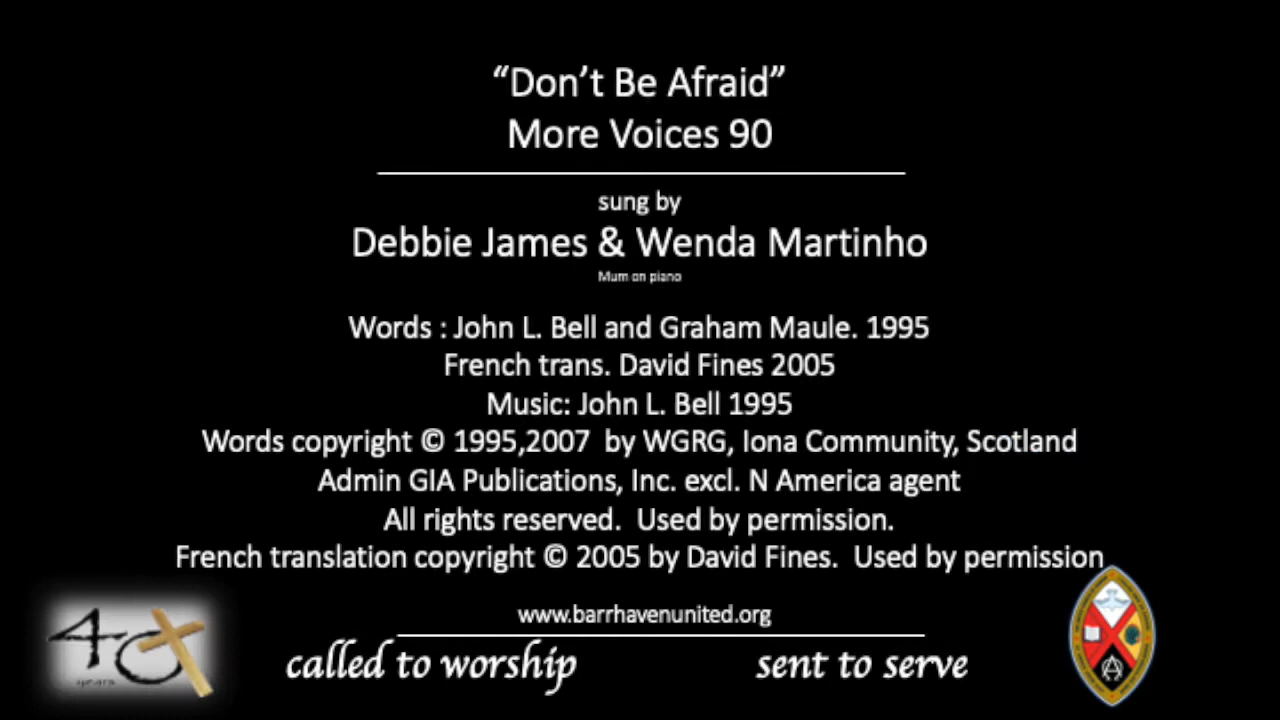 “Don’t Be Afraid”
More Voices 90
sung by
Debbie James & Wenda Martinho
Mum on piano
Words : John L. Bell and Graham Maule. 1995
French trans. David Fines 2005
Music: John L. Bell 1995
Words copyright © 1995,2007  by WGRG, Iona Community, Scotland
Admin GIA Publications, Inc. excl. N America agent
All rights reserved.  Used by permission.
French translation copyright © 2005 by David Fines.  Used by permission
www.barrhavenunited.org
40
called to worship sent to serve